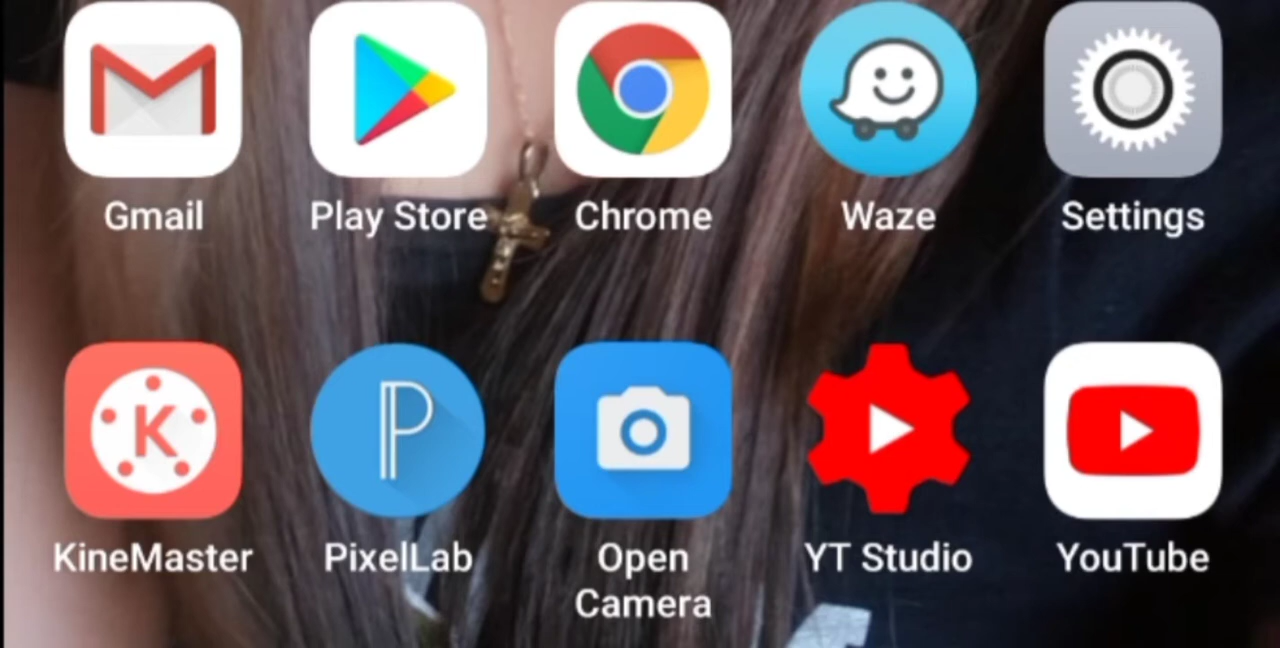 Gmail Play Store Chrome Waze Settings
K P
KineMaster PixelLab Open Camera YT Studio YouTube